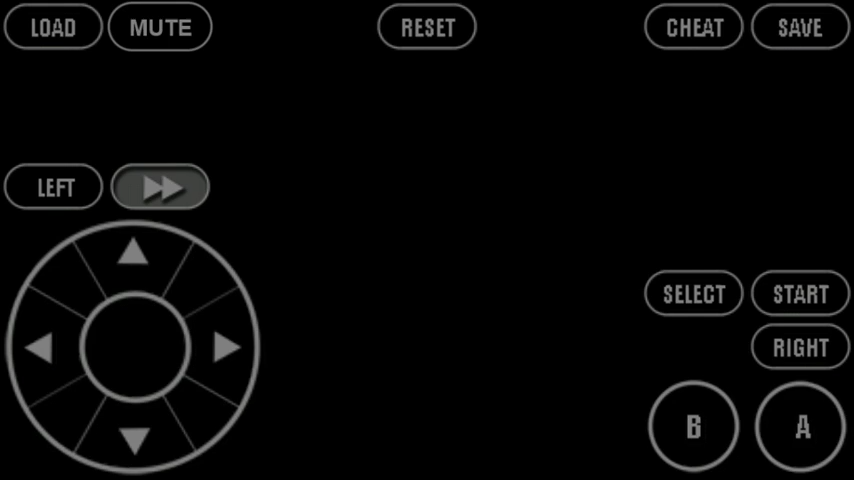 LOAD
MUTE
RESET
CHEAT
SAVE
LEFT
SELECT
START
RIGHT
B
A